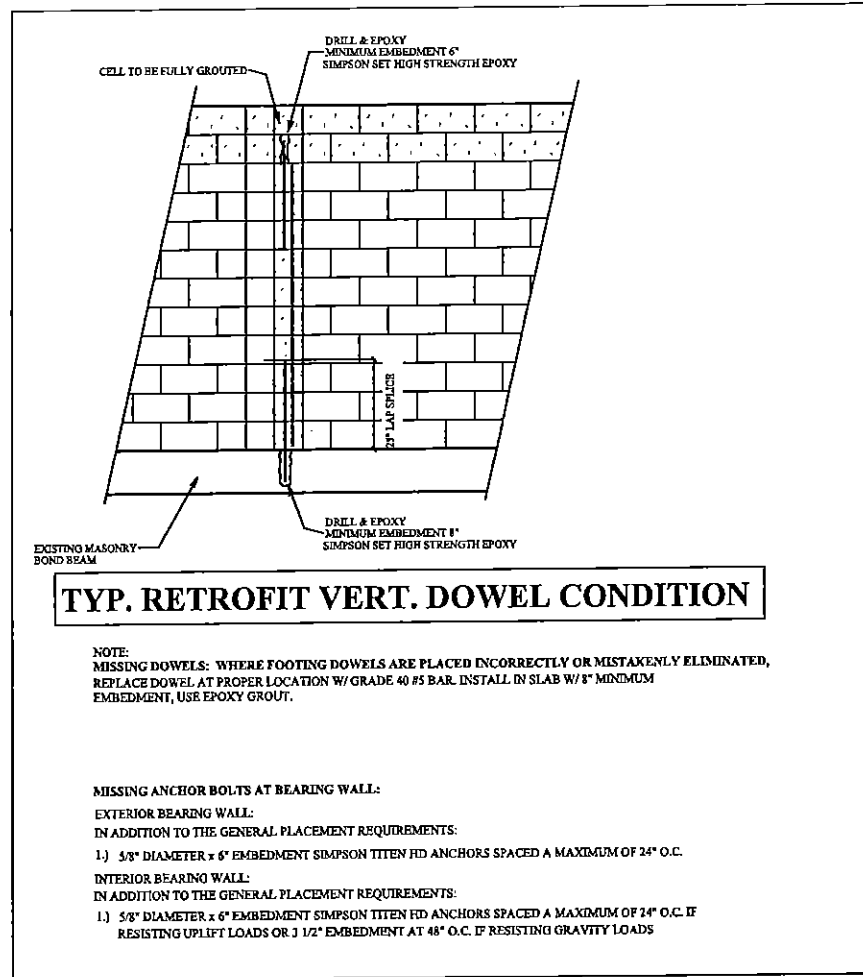 DRILL & EPOXY
MINIMUM EMBEDMENT 6"
SIMPSON SET HIGH STRENGTH EPOXY
CELL TO BE FULLY GROUTED
25" LAP SPLICE
DRILL & EPOXY
MINIMUM EMBEDMENT 8"
SIMPSON SET HIGH STRENGTH EPOXY
EXISTING MASONRY
BOND BEAM
TYP. RETROFIT VERT. DOWEL CONDITION
NOTE:
MISSING DOWELS: WHERE FOOTING DOWELS ARE PLACED INCORRECTLY OR MISTAKENLY ELIMINATED,
REPLACE DOWEL AT PROPER LOCATION W/ GRADE 40 #5 BAR. INSTALL IN SLAB W/ 8" MINIMUM
EMBEDMENT, USE EPOXY GROUT.
MISSING ANCHOR BOLTS AT BEARING WALL:
EXTERIOR BEARING WALL:
IN ADDITION TO THE GENERAL PLACEMENT REQUIREMENTS:
1.) 5/8" DIAMETER x 6" EMBEDMENT SIMPSON TITEN HD ANCHORS SPACED A MAXIMUM OF 24" O.C.
INTERIOR BEARING WALL:
IN ADDITION TO THE GENERAL PLACEMENT REQUIREMENTS:
1.) 5/8" DIAMETER x 6" EMBEDMENT SIMPSON TITEN HD ANCHORS SPACED A MAXIMUM OF 24" O.C. IF
RESISTING UPLIFT LOADS OR 3 1/2" EMBEDMENT AT 48" O.C. IF RESISTING GRAVITY LOADS